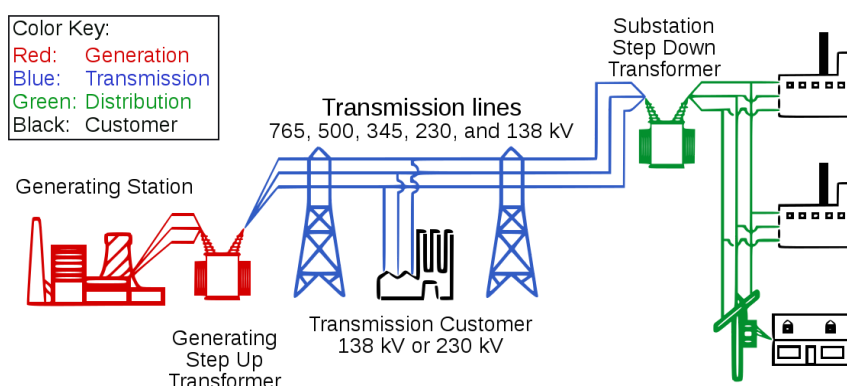 Color Key:
Red: Generation
Blue: Transmission
Green: Distribution
Black: Customer
Substation
Step Down
Transformer
Transmission lines
765, 500, 345, 230, and 138 kV
Generating Station
Transmission Customer
138 kV or 230 kV
Generating
Step Up
Transformer